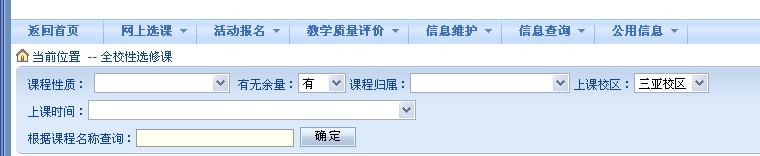 返回首页 网上选课 活动报名 教学质量评价 信息维护 信息查询 公用信息
当前位置 -- 全校性选修课
课程性质： 有无余量：有 课程归属： 上课校区：三亚校区
上课时间：
根据课程名称查询： 确定